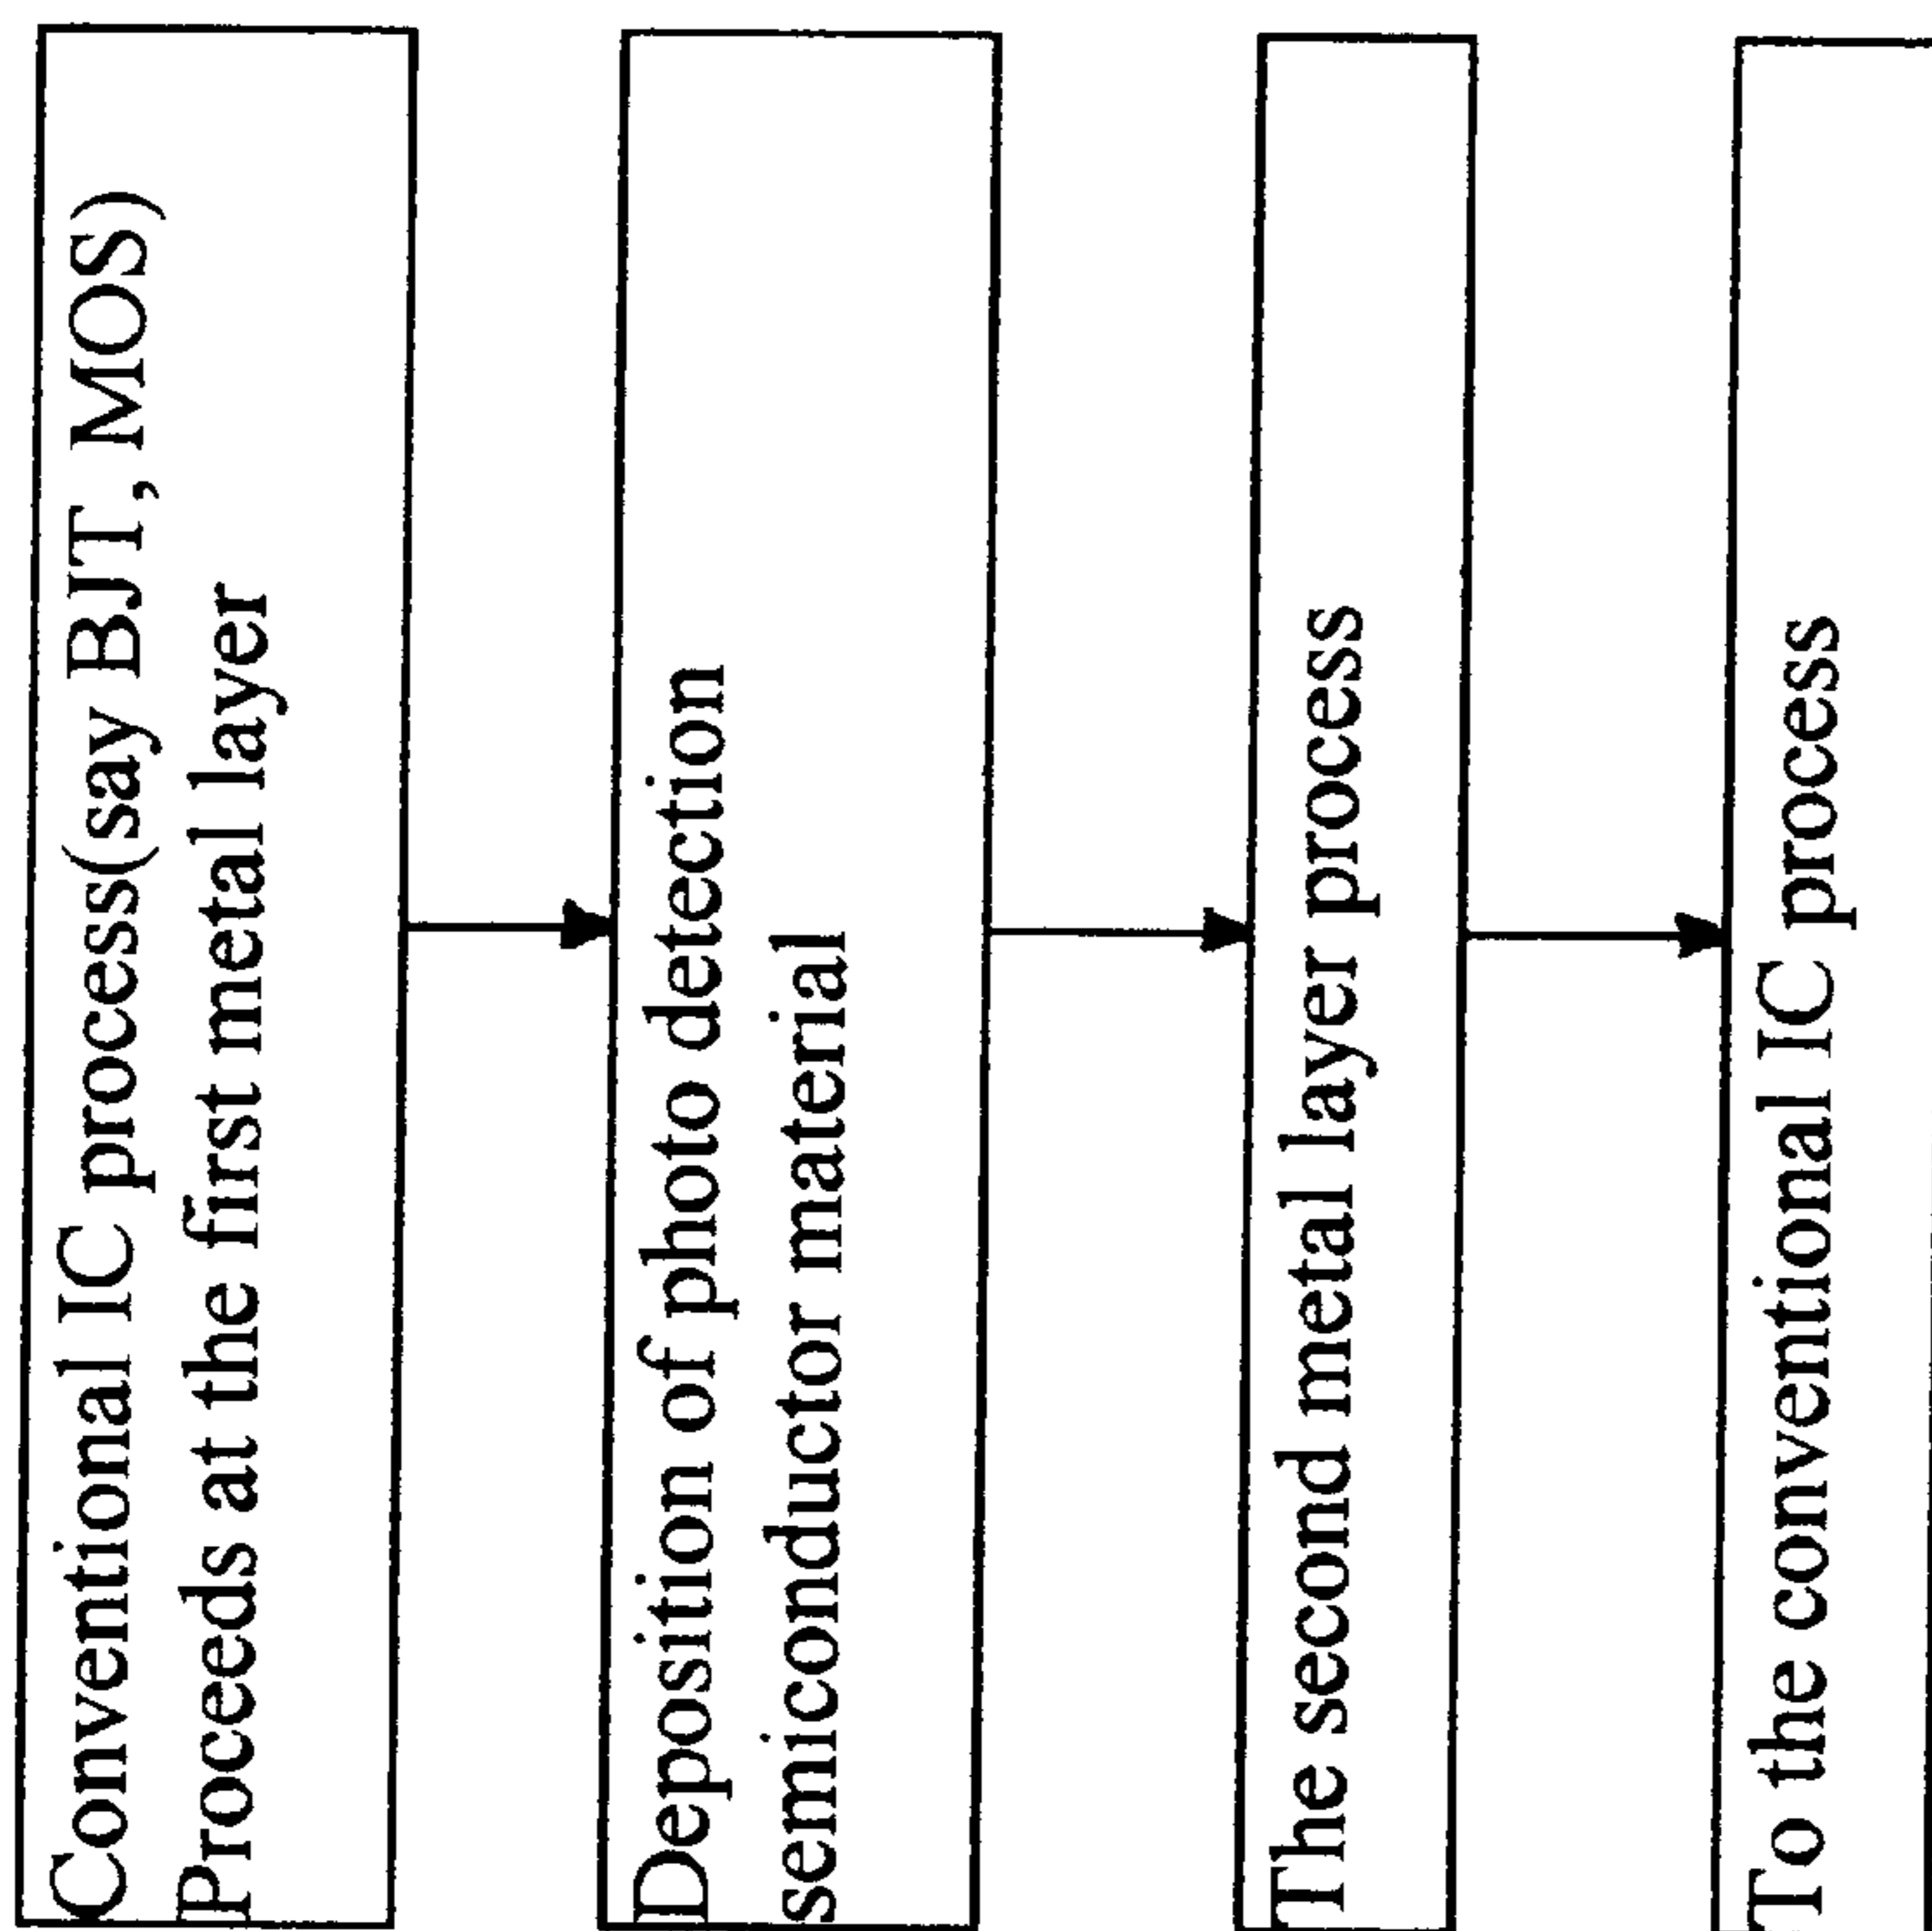 Conventional IC process(say BJT, MOS)
Proceeds at the first metal layer
Deposition of photo detection
semiconductor material
The second metal layer process
To the conventional IC process